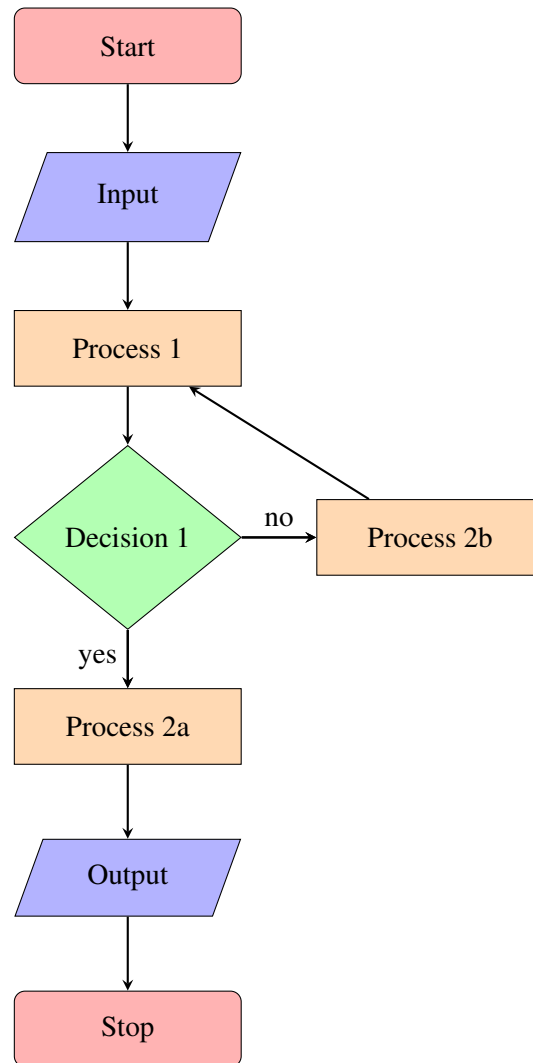 Start
Input
Process 1
Decision 1
no
Process 2b
yes
Process 2a
Output
Stop